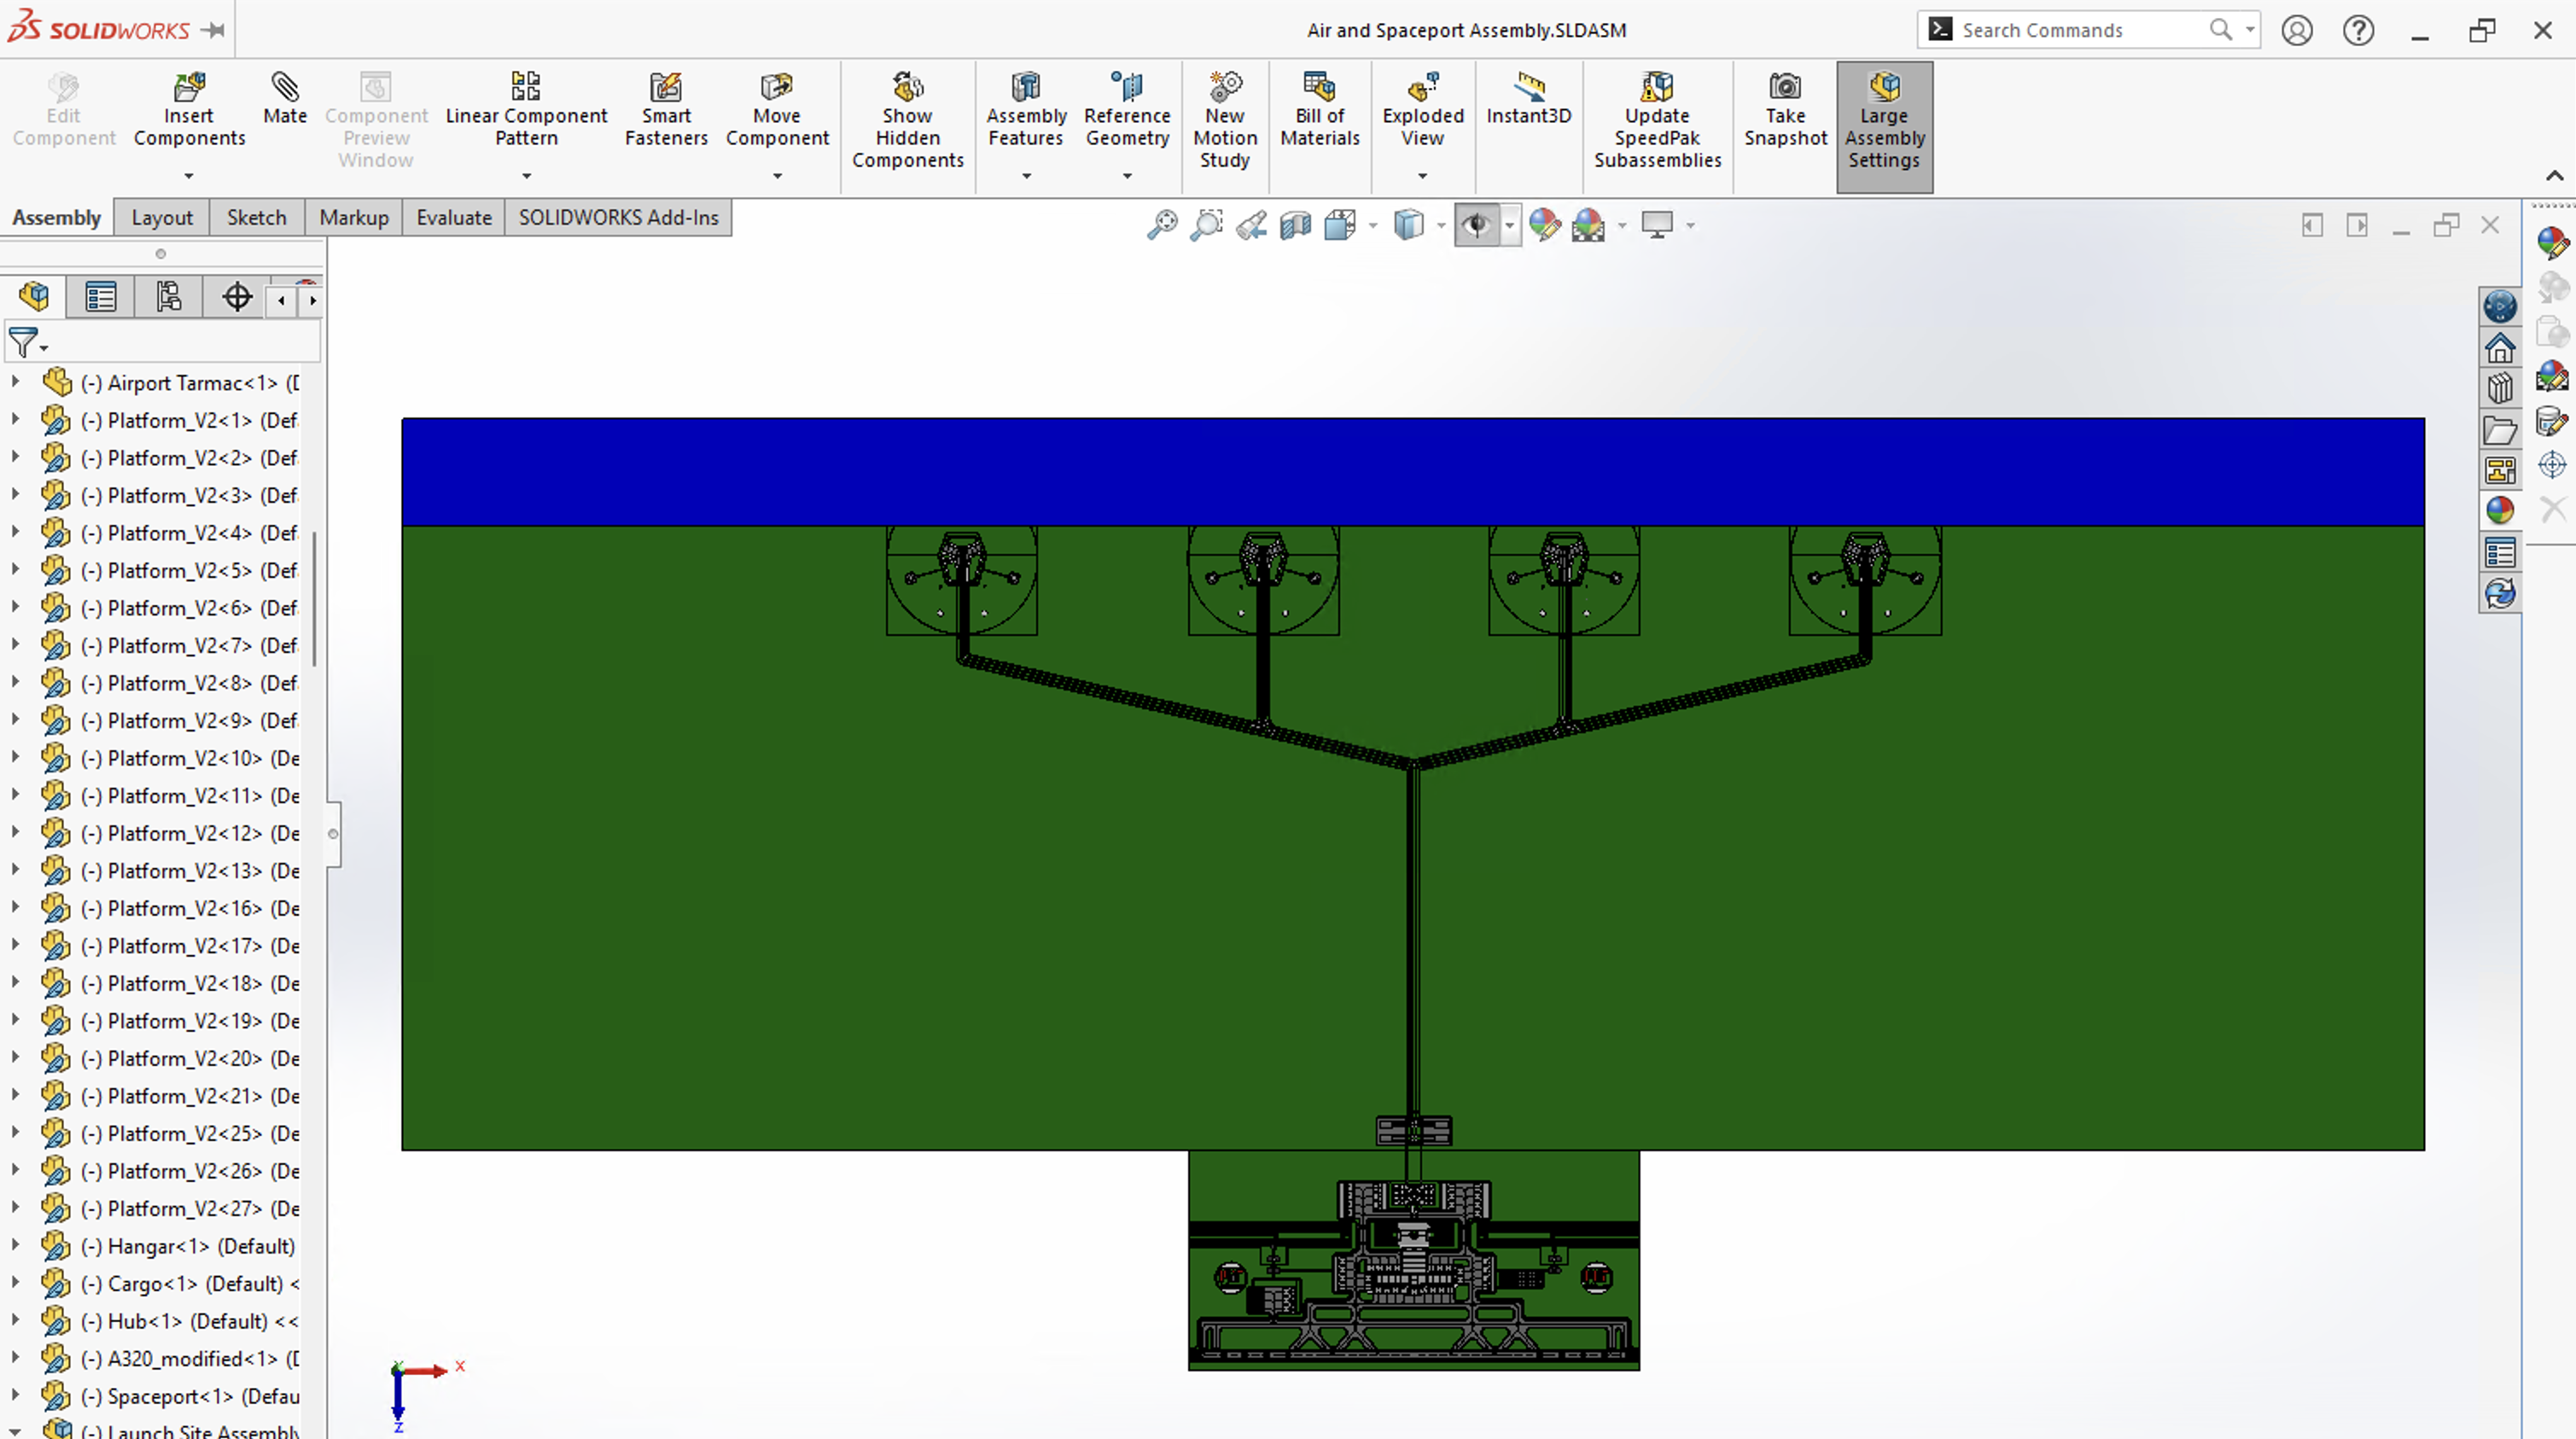 SOLIDWORKS
Air and Spaceport Assembly.SLDASM
Search Commands
Edit
Component
Insert
Components
Mate
Component
Preview
Window
Linear Component
Pattern
Smart
Fasteners
Move
Component
Show
Hidden
Components
Assembly
Features
Reference
Geometry
New
Motion
Study
Bill of
Materials
Exploded
View
Instant3D
Update
SpeedPak
Subassemblies
Take
Snapshot
Large
Assembly
Settings
Assembly
Layout
Sketch
Markup
Evaluate
SOLIDWORKS Add-Ins
(-) Airport Tarmac<1> (D
(-) Platform_V2<1> (Def
(-) Platform_V2<2> (Def
(-) Platform_V2<3> (Def
(-) Platform_V2<4> (Def
(-) Platform_V2<5> (Def
(-) Platform_V2<6> (Def
(-) Platform_V2<7> (Def
(-) Platform_V2<8> (Def
(-) Platform_V2<9> (Def
(-) Platform_V2<10> (De
(-) Platform_V2<11> (De
(-) Platform_V2<12> (De
(-) Platform_V2<13> (De
(-) Platform_V2<16> (De
(-) Platform_V2<17> (De
(-) Platform_V2<18> (De
(-) Platform_V2<19> (De
(-) Platform_V2<20> (De
(-) Platform_V2<21> (De
(-) Platform_V2<25> (De
(-) Platform_V2<26> (De
(-) Platform_V2<27> (De
(-) Hangar<1> (Default)
(-) Cargo<1> (Default) <
(-) Hub<1> (Default) <<
(-) A320_modified<1> (D
(-) Spaceport<1> (Defau
(-) Launch Site Assembly
Y
X
Z